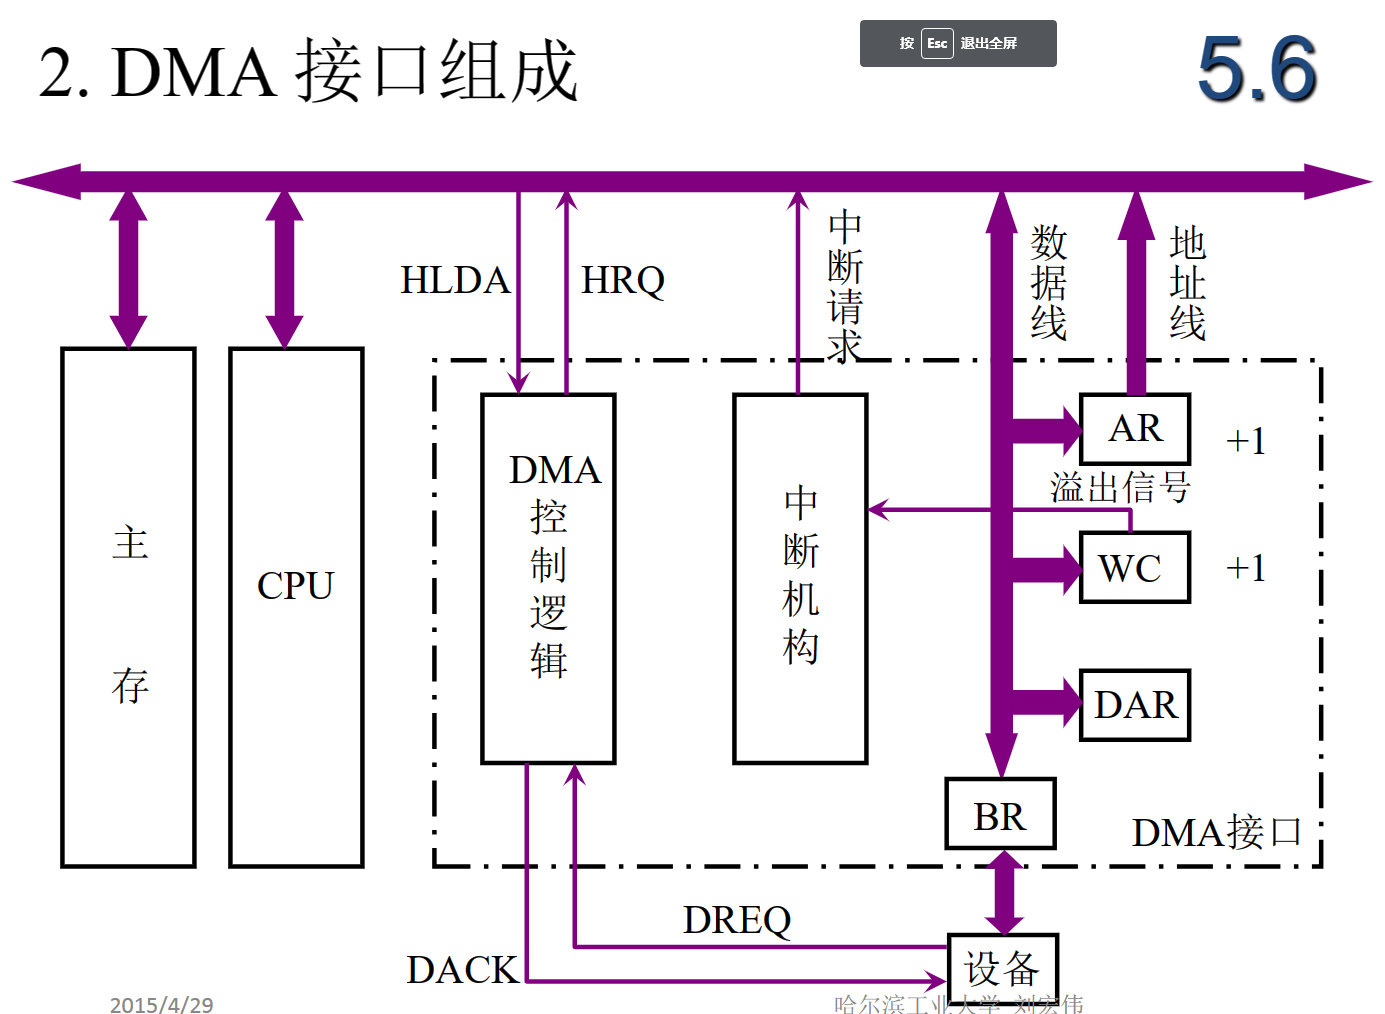 2. DMA 接口组成
按 Esc 退出全屏
5.6
HLDA
HRQ
中断请求
数据线
地址线
主存
CPU
DMA控制逻辑
中断机构
AR
+1
溢出信号
WC
+1
DAR
BR
DMA接口
DREQ
DACK
设备
2015/4/29
哈尔滨工业大学 刘宏伟